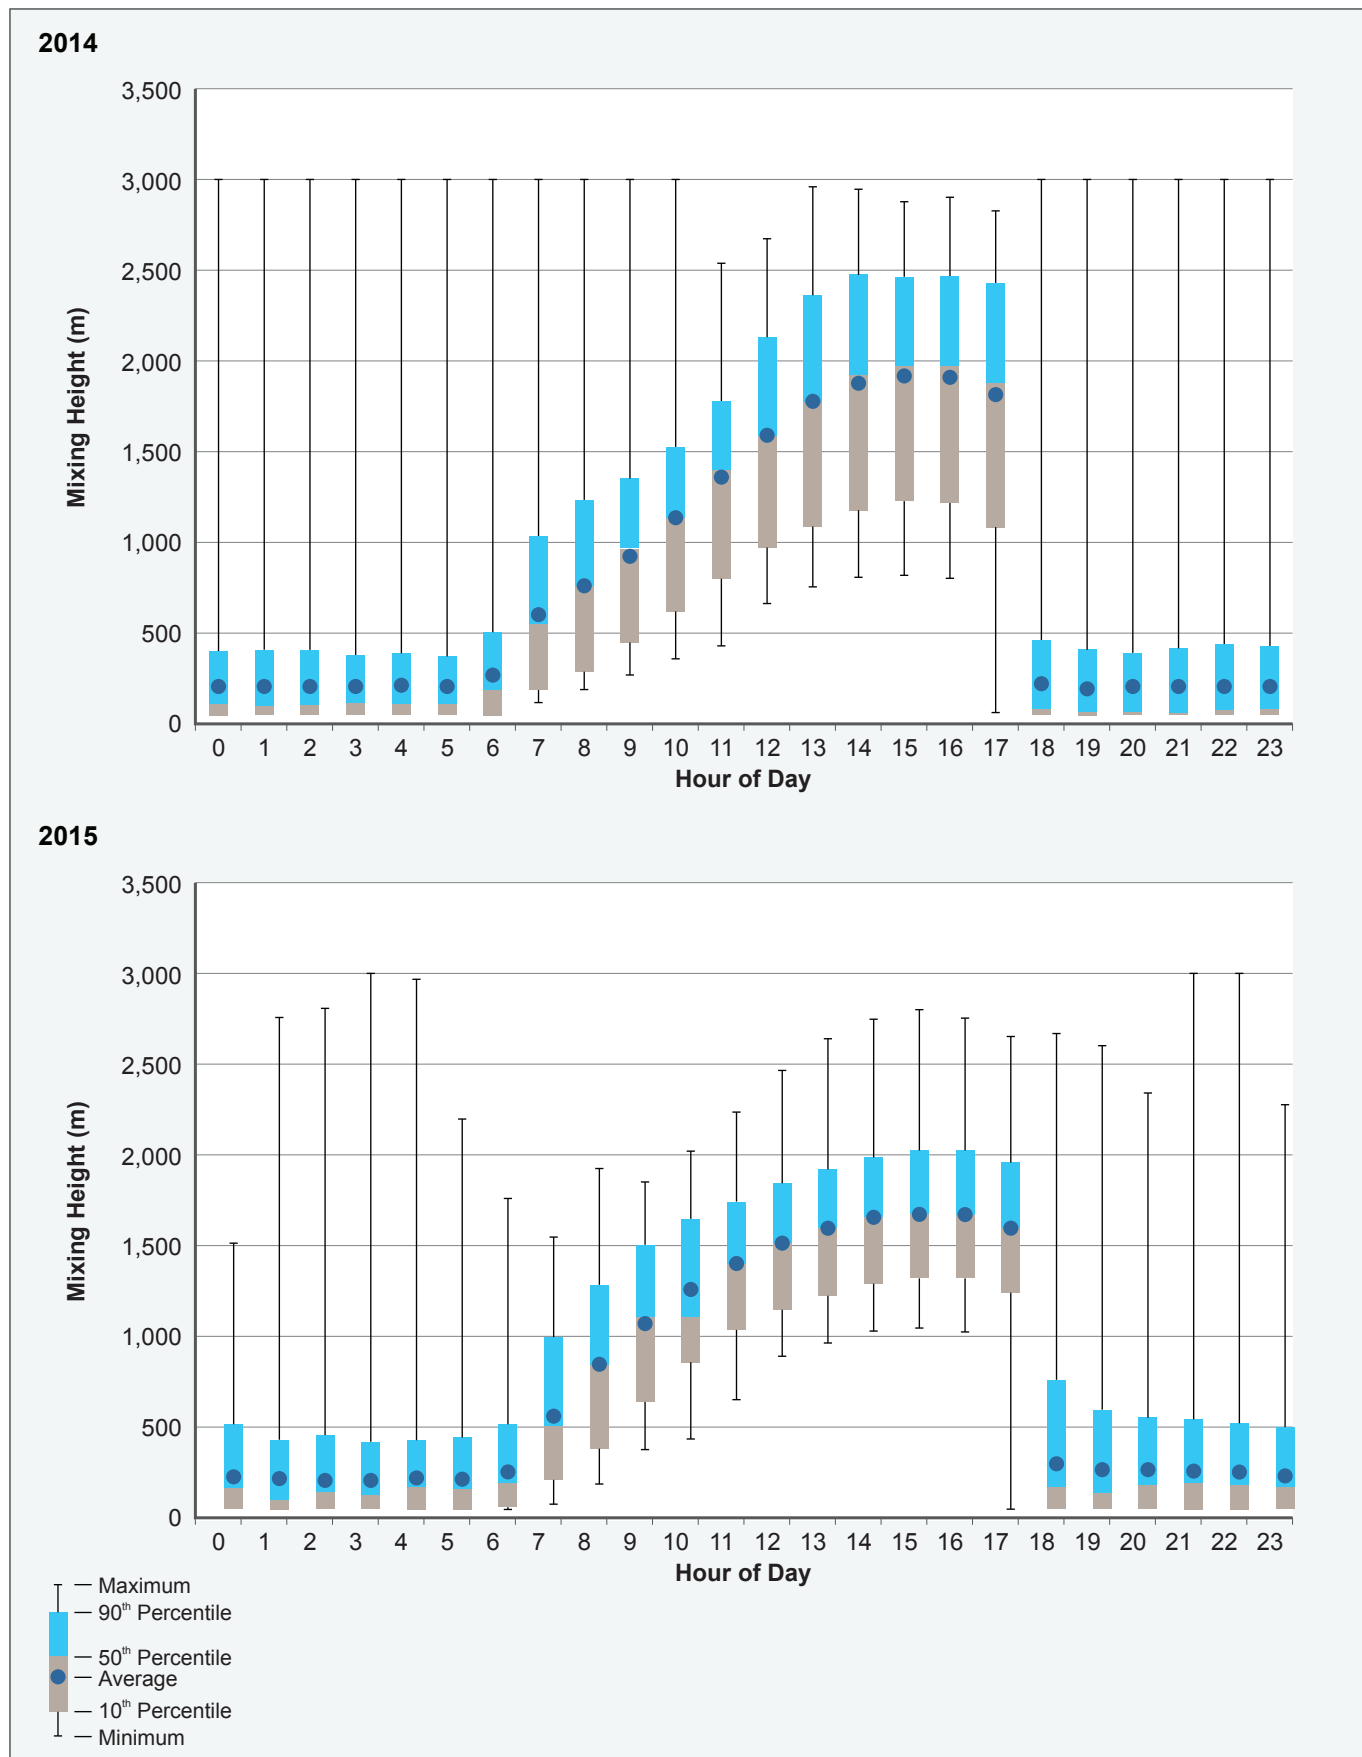 2014
3,500
3,000
2,500
2,000
1,500
1,000
500
0
Mixing Height (m)
0 1 2 3 4 5 6 7 8 9 10 11 12 13 14 15 16 17 18 19 20 21 22 23
Hour of Day
2015
3,500
3,000
2,500
2,000
1,500
1,000
500
0
Mixing Height (m)
0 1 2 3 4 5 6 7 8 9 10 11 12 13 14 15 16 17 18 19 20 21 22 23
Hour of Day
Maximum
90th Percentile
50th Percentile
Average
10th Percentile
Minimum